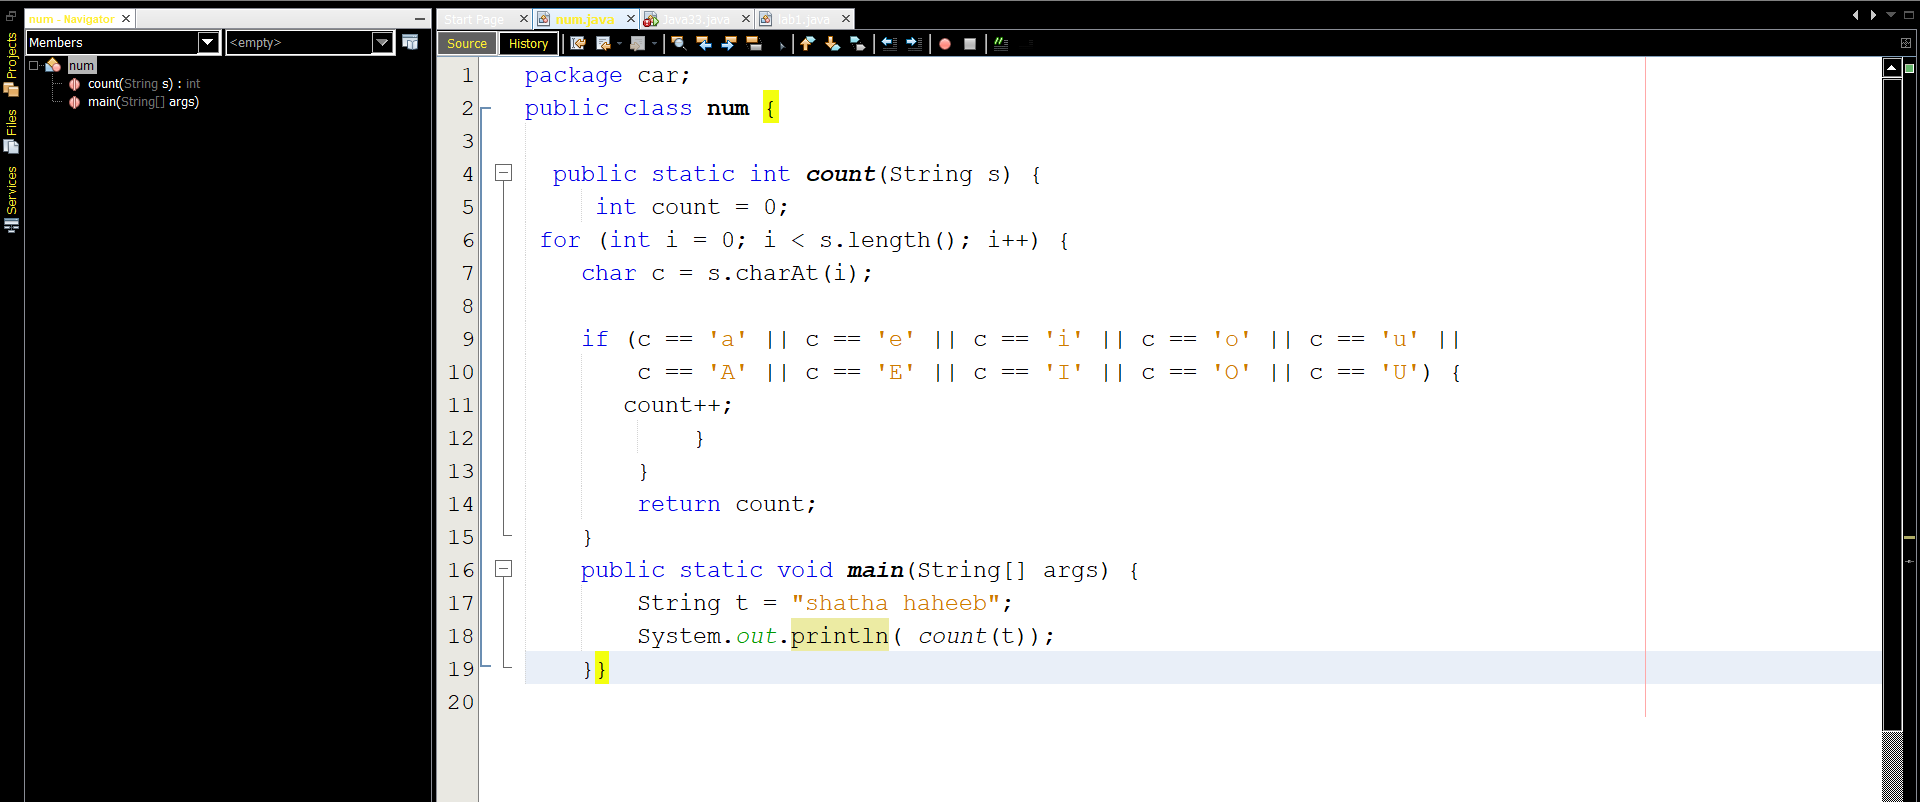 num - Navigator
Start Page
num.java
Java33.java
lab1.java
Members
<empty>
Source
History
Projects
Files
Services
num
count(String s) : int
main(String[] args)
1 package car;
2 public class num {
3
4 public static int count(String s) {
5 int count = 0;
6 for (int i = 0; i < s.length(); i++) {
7 char c = s.charAt(i);
8
9 if (c == 'a' || c == 'e' || c == 'i' || c == 'o' || c == 'u' ||
10 c == 'A' || c == 'E' || c == 'I' || c == 'O' || c == 'U') {
11 count++;
12 }
13 }
14 return count;
15 }
16 public static void main(String[] args) {
17 String t = "shatha haheeb";
18 System.out.println( count(t));
19 }}
20